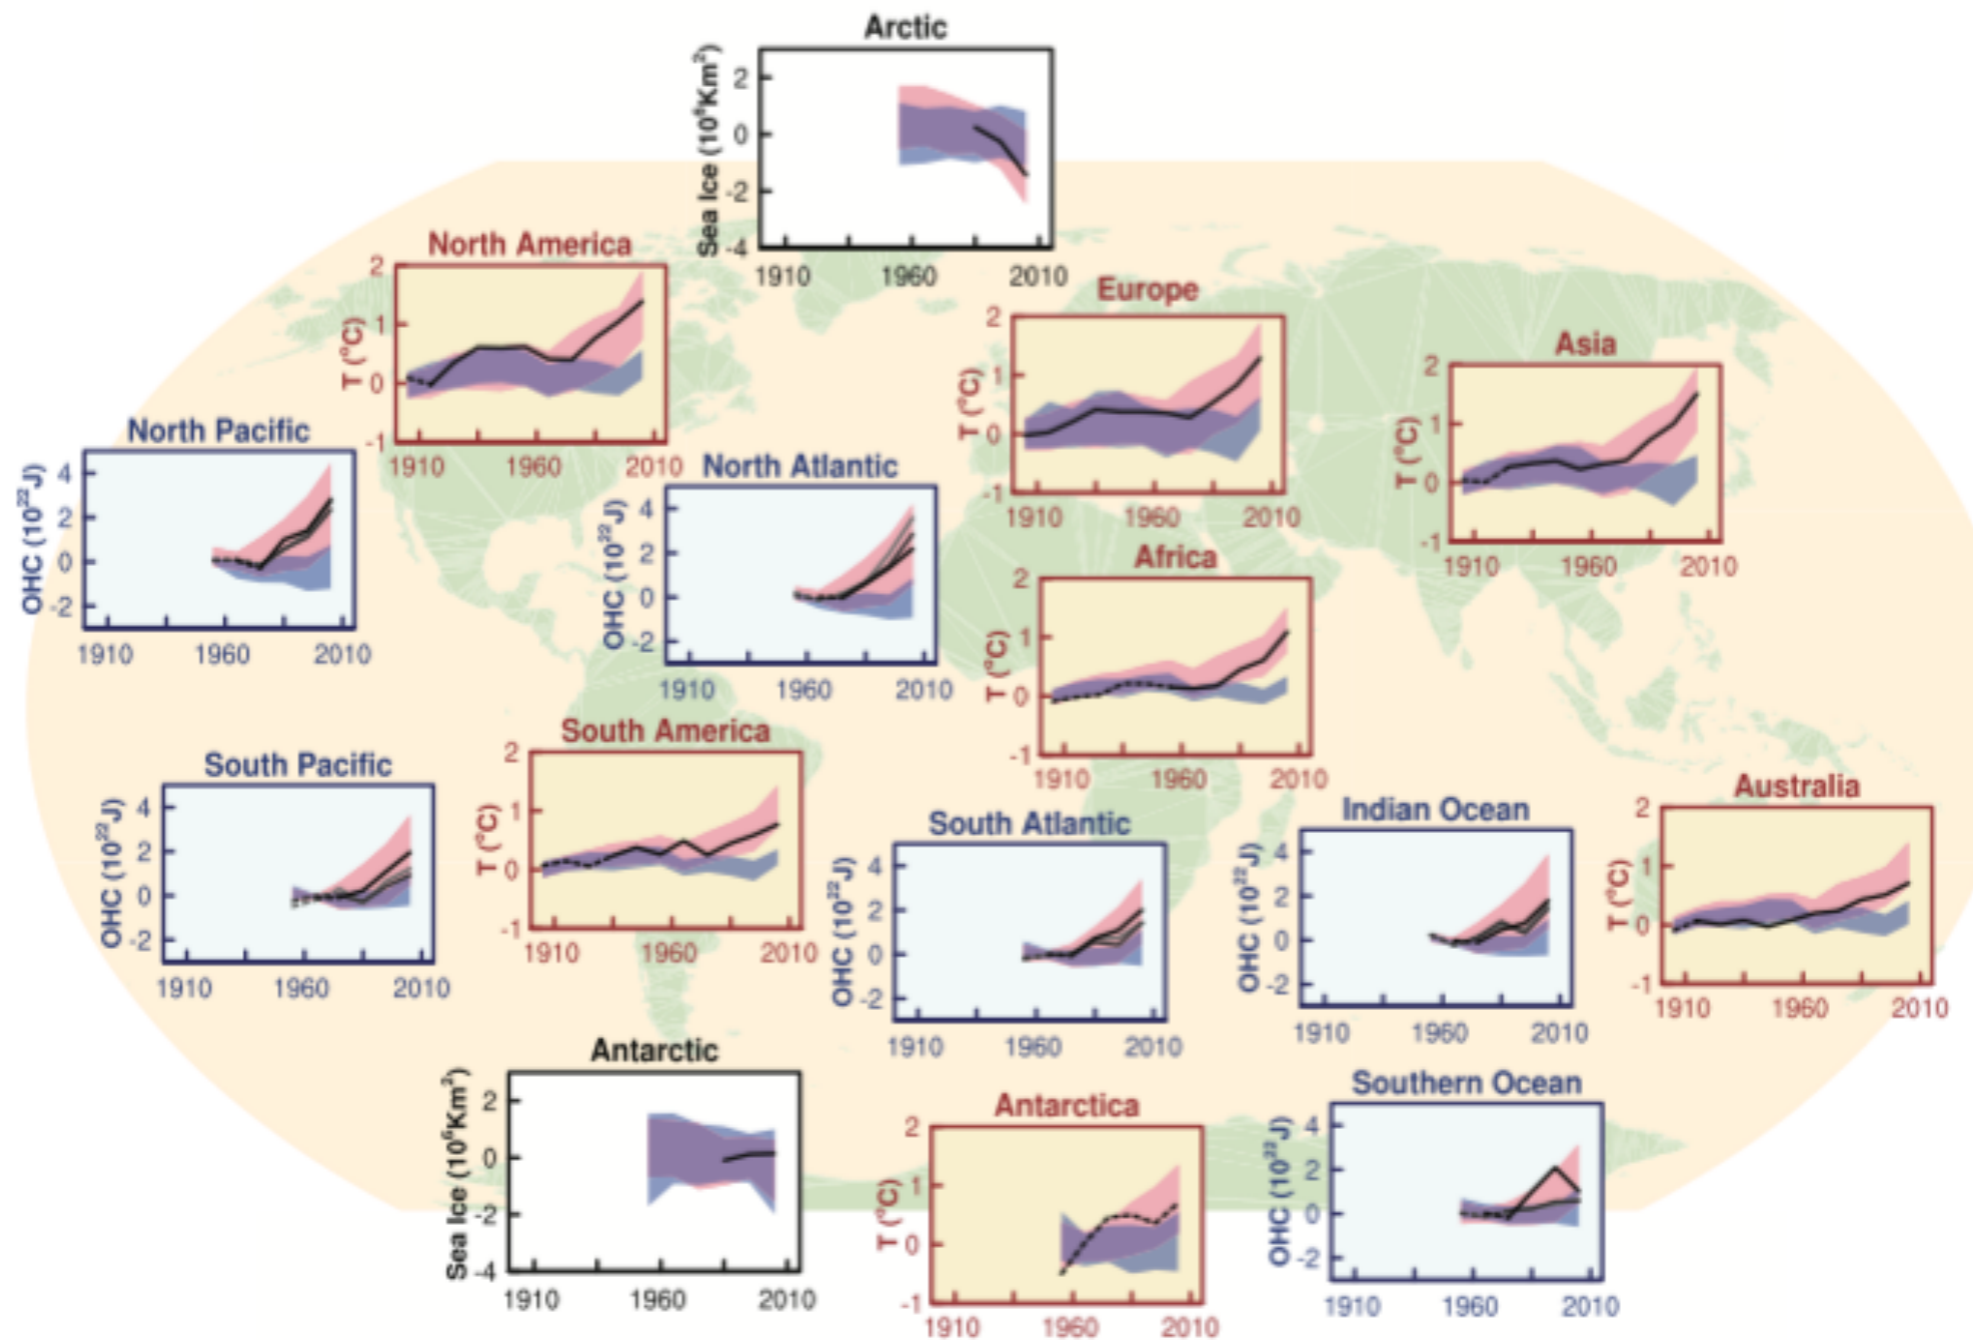 Arctic
Sea Ice (10⁶Km²)
2
0
-2
-4
1910 1960 2010
North America
T (°C)
2
1
0
-1
1910 1960 2010
Europe
T (°C)
2
1
0
-1
1910 1960 2010
Asia
T (°C)
2
1
0
-1
1910 1960 2010
North Pacific
OHC (10²²J)
4
2
0
-2
1910 1960 2010
North Atlantic
OHC (10²²J)
4
2
0
-2
1910 1960 2010
Africa
T (°C)
2
1
0
-1
1910 1960 2010
South America
T (°C)
2
1
0
-1
1910 1960 2010
South Pacific
OHC (10²²J)
4
2
0
-2
1910 1960 2010
South Atlantic
OHC (10²²J)
4
2
0
-2
1910 1960 2010
Indian Ocean
OHC (10²²J)
4
2
0
-2
1910 1960 2010
Australia
T (°C)
2
1
0
-1
1910 1960 2010
Antarctic
Sea Ice (10⁶Km²)
2
0
-2
-4
1910 1960 2010
Antarctica
T (°C)
2
1
0
-1
1910 1960 2010
Southern Ocean
OHC (10²²J)
4
2
0
-2
1910 1960 2010